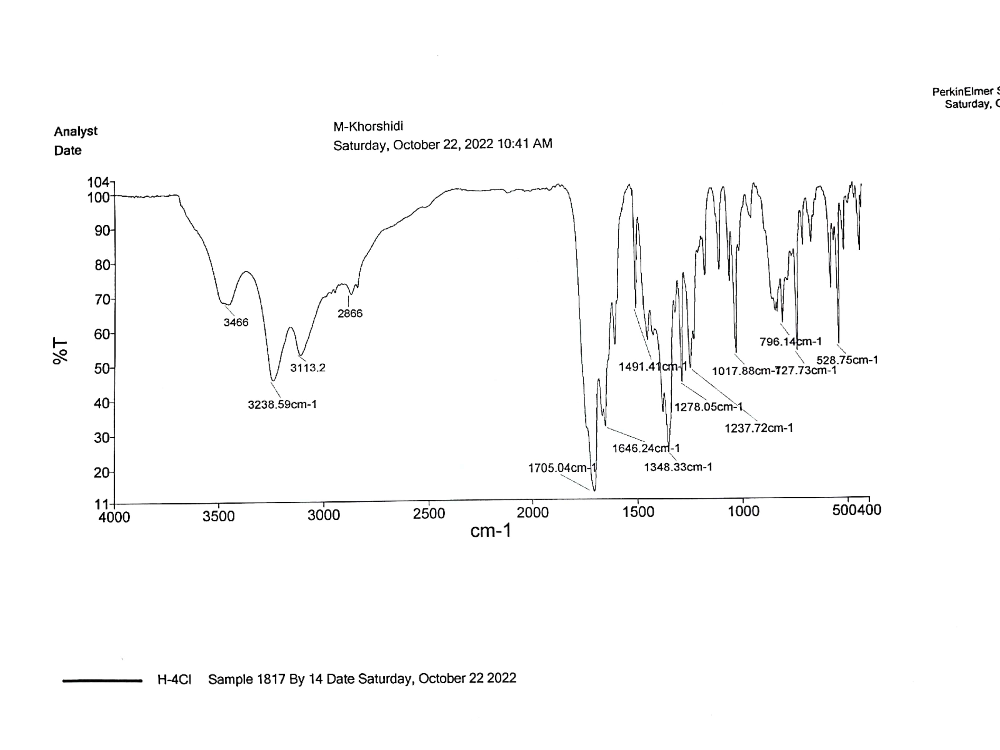 PerkinElmer S
Saturday, O
Analyst
M-Khorshidi
Date
Saturday, October 22, 2022 10:41 AM
104
100
90
80
70
60
50
40
30
20
11
%T
3466
3238.59cm-1
3113.2
2866
1705.04cm-1
1646.24cm-1
1491.41cm-1
1348.33cm-1
1278.05cm-1
1237.72cm-1
1017.88cm-1
796.14cm-1
727.73cm-1
528.75cm-1
4000
3500
3000
2500
2000
1500
1000
500
400
cm-1
H-4Cl Sample 1817 By 14 Date Saturday, October 22 2022